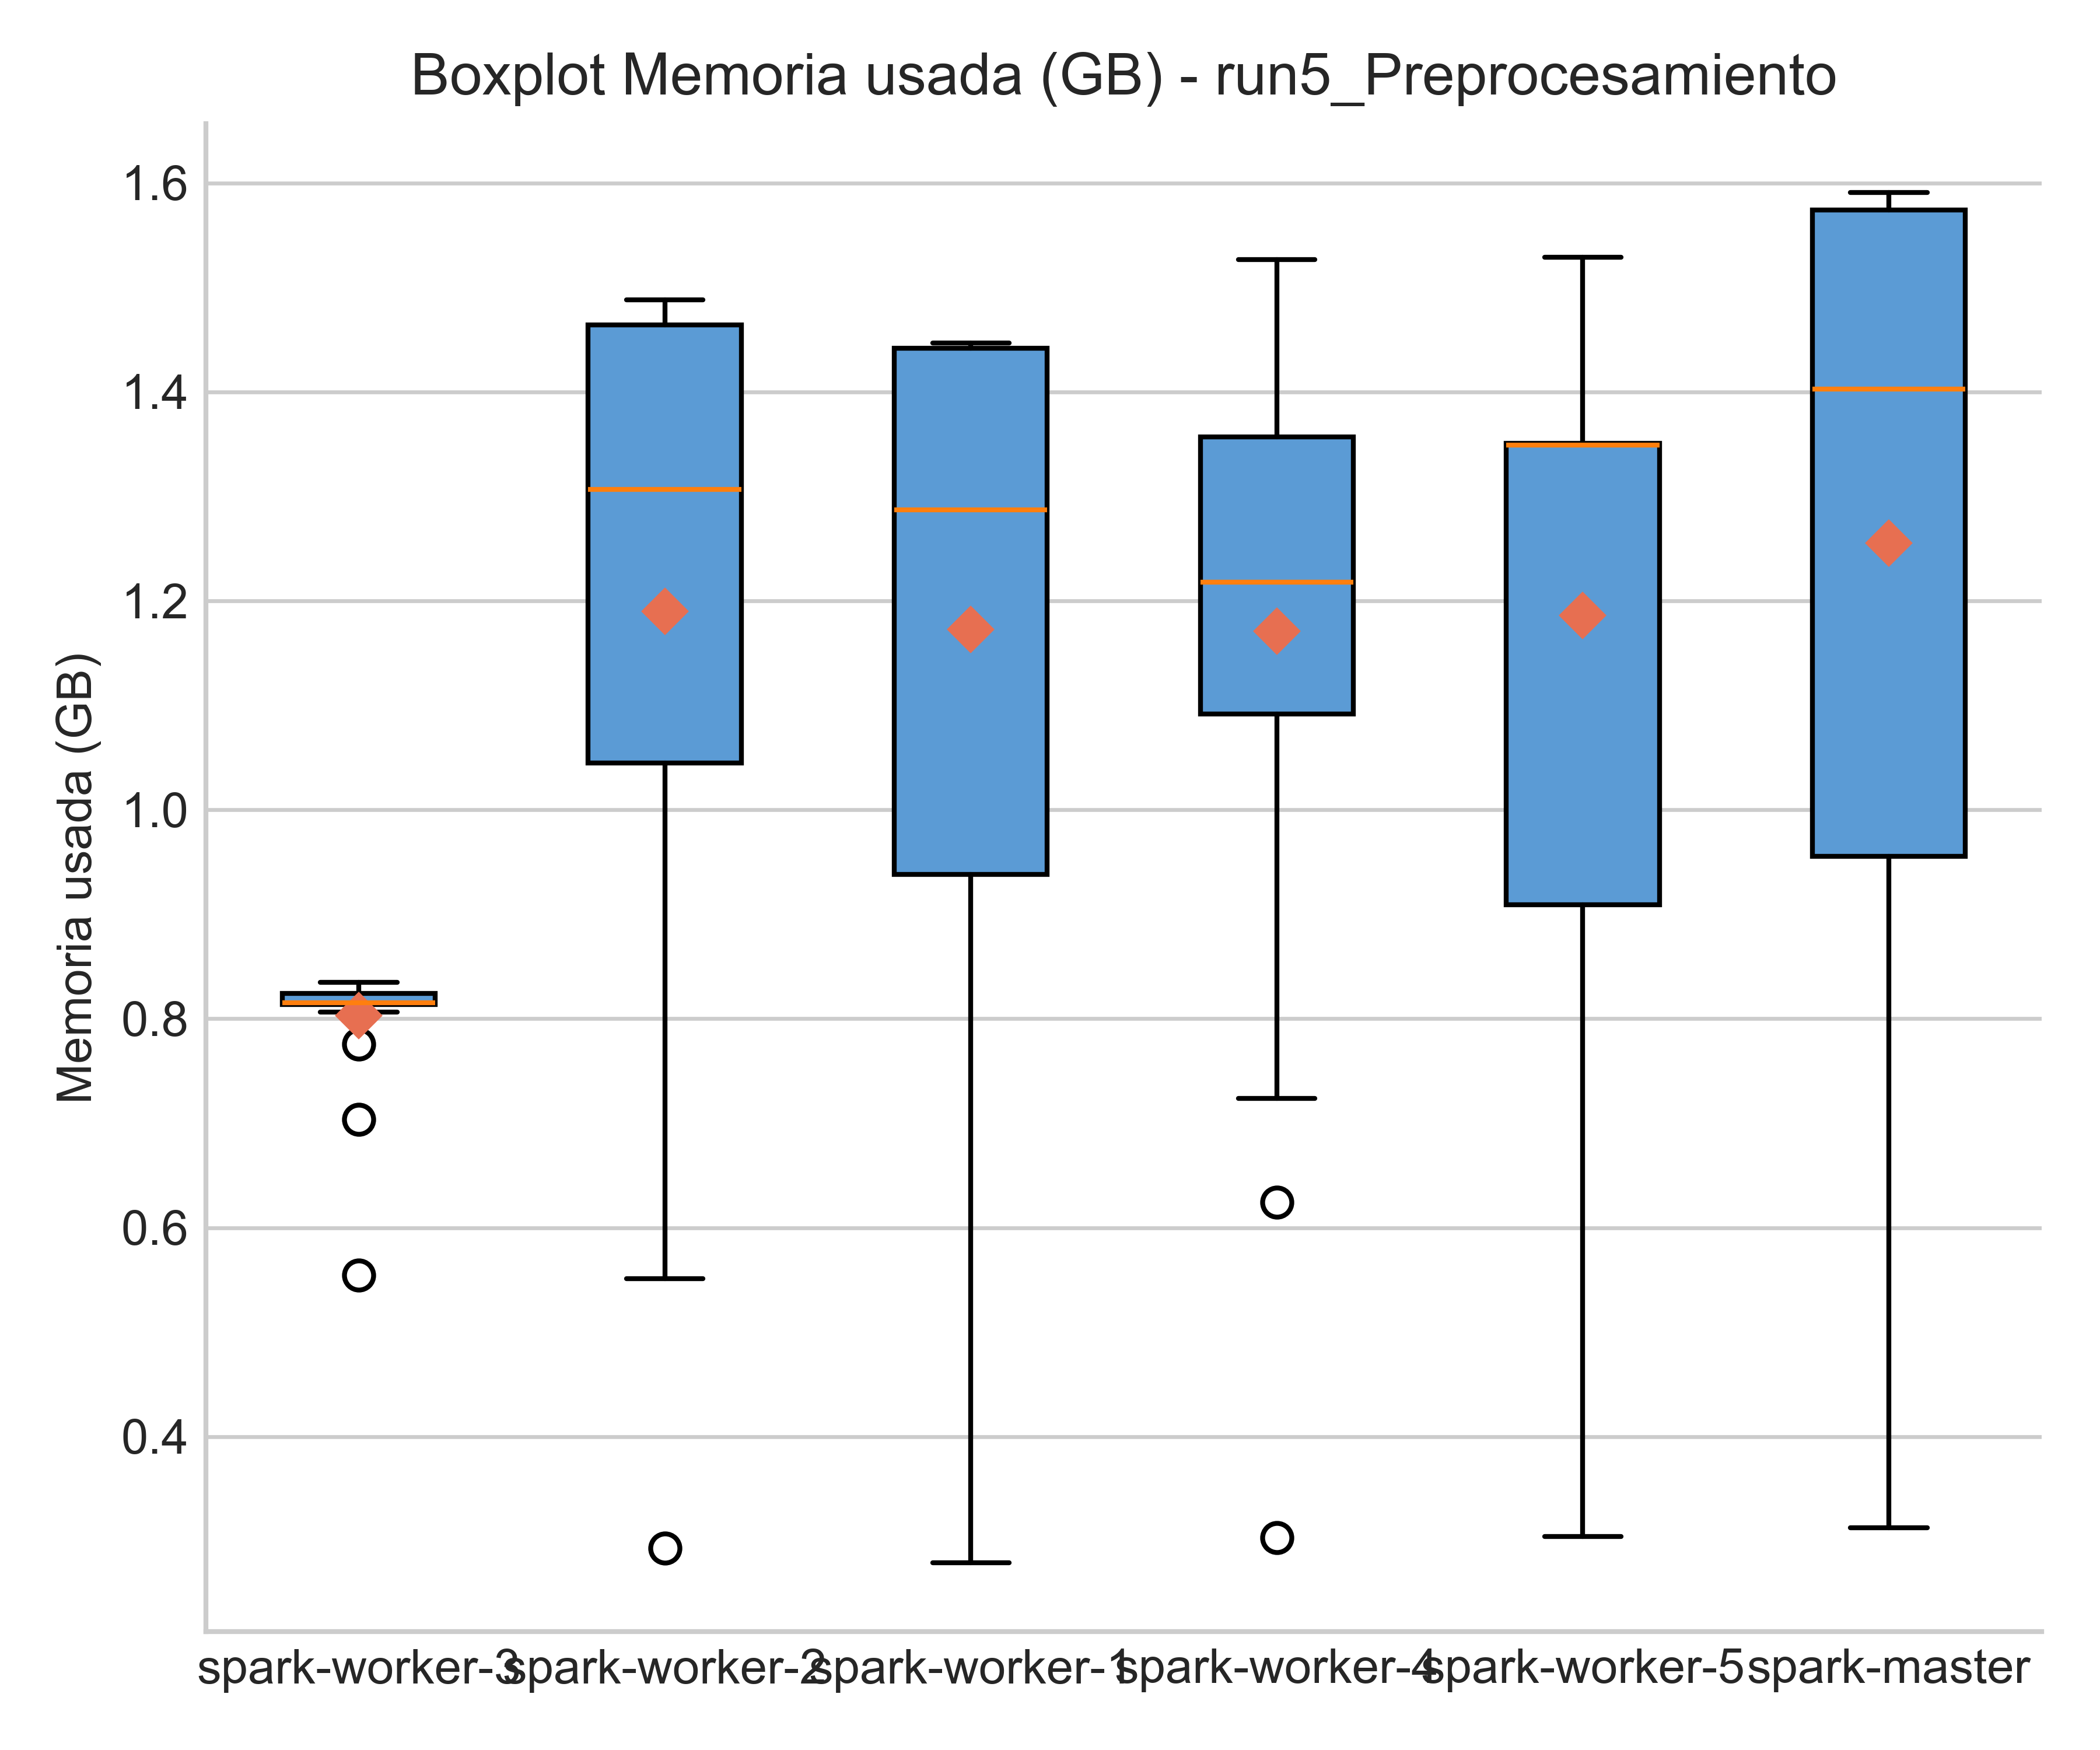 Boxplot Memoria usada (GB) - run5_Preprocesamiento
Memoria usada (GB)
1.6
1.4
1.2
1.0
0.8
0.6
0.4
spark-worker-3 spark-worker-2 spark-worker-1 spark-worker-4 spark-worker-5 spark-master